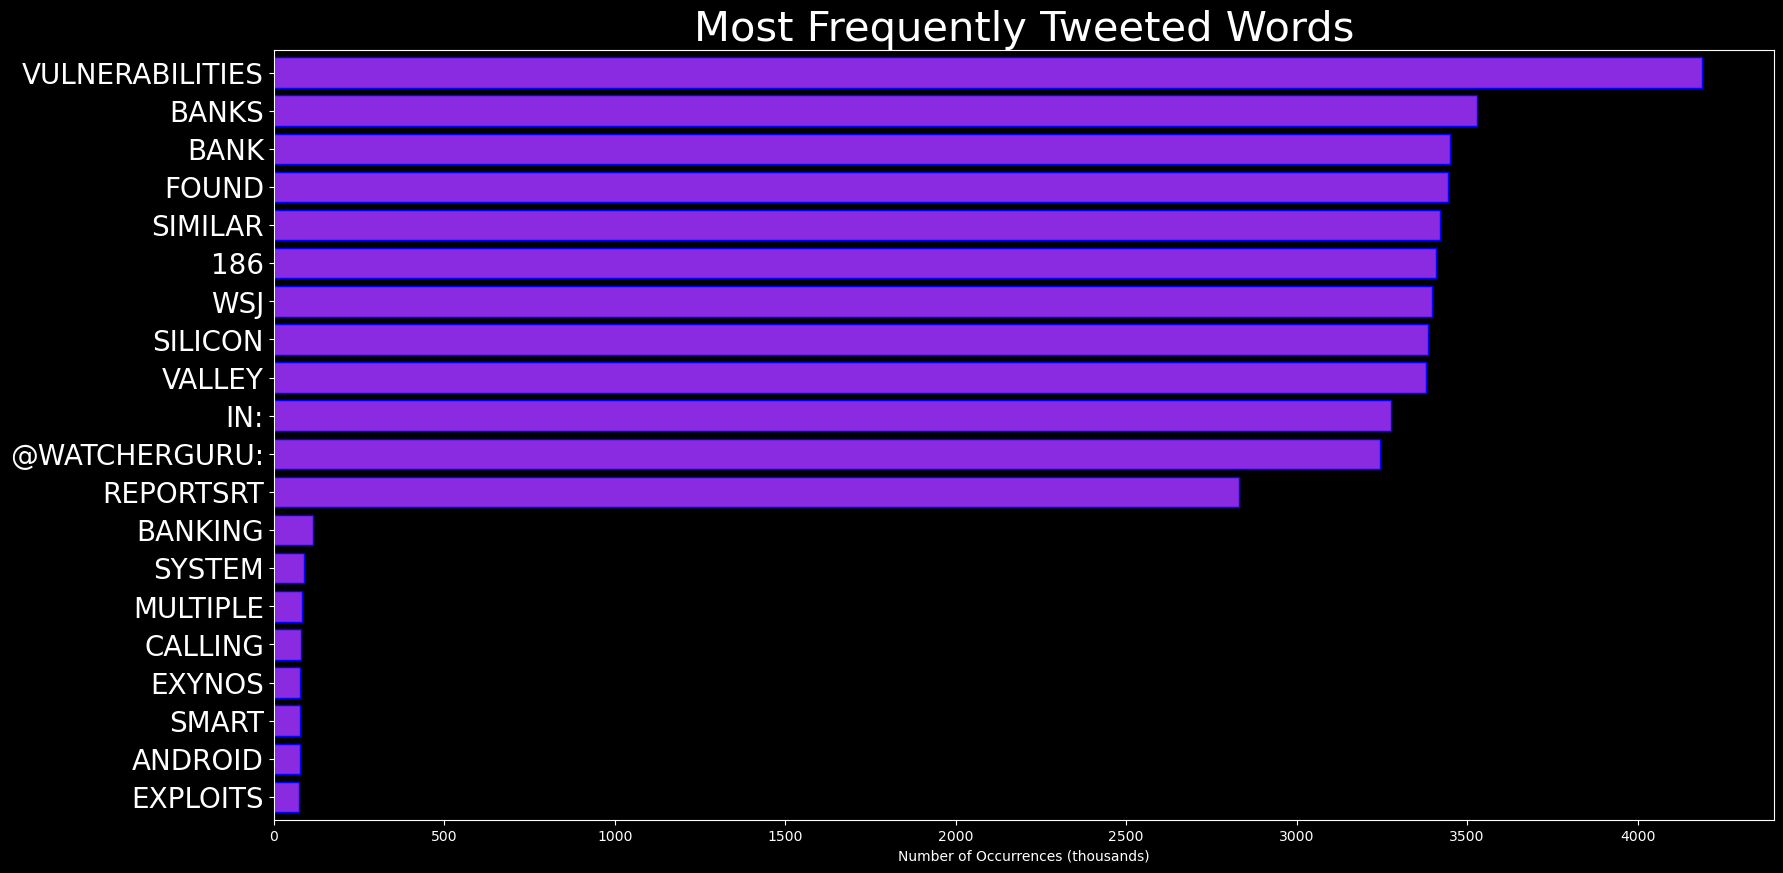 Most Frequently Tweeted Words
VULNERABILITIES
BANKS
BANK
FOUND
SIMILAR
186
WSJ
SILICON
VALLEY
IN:
@WATCHERGURU:
REPORTSRT
BANKING
SYSTEM
MULTIPLE
CALLING
EXYNOS
SMART
ANDROID
EXPLOITS
0 500 1000 1500 2000 2500 3000 3500 4000
Number of Occurrences (thousands)